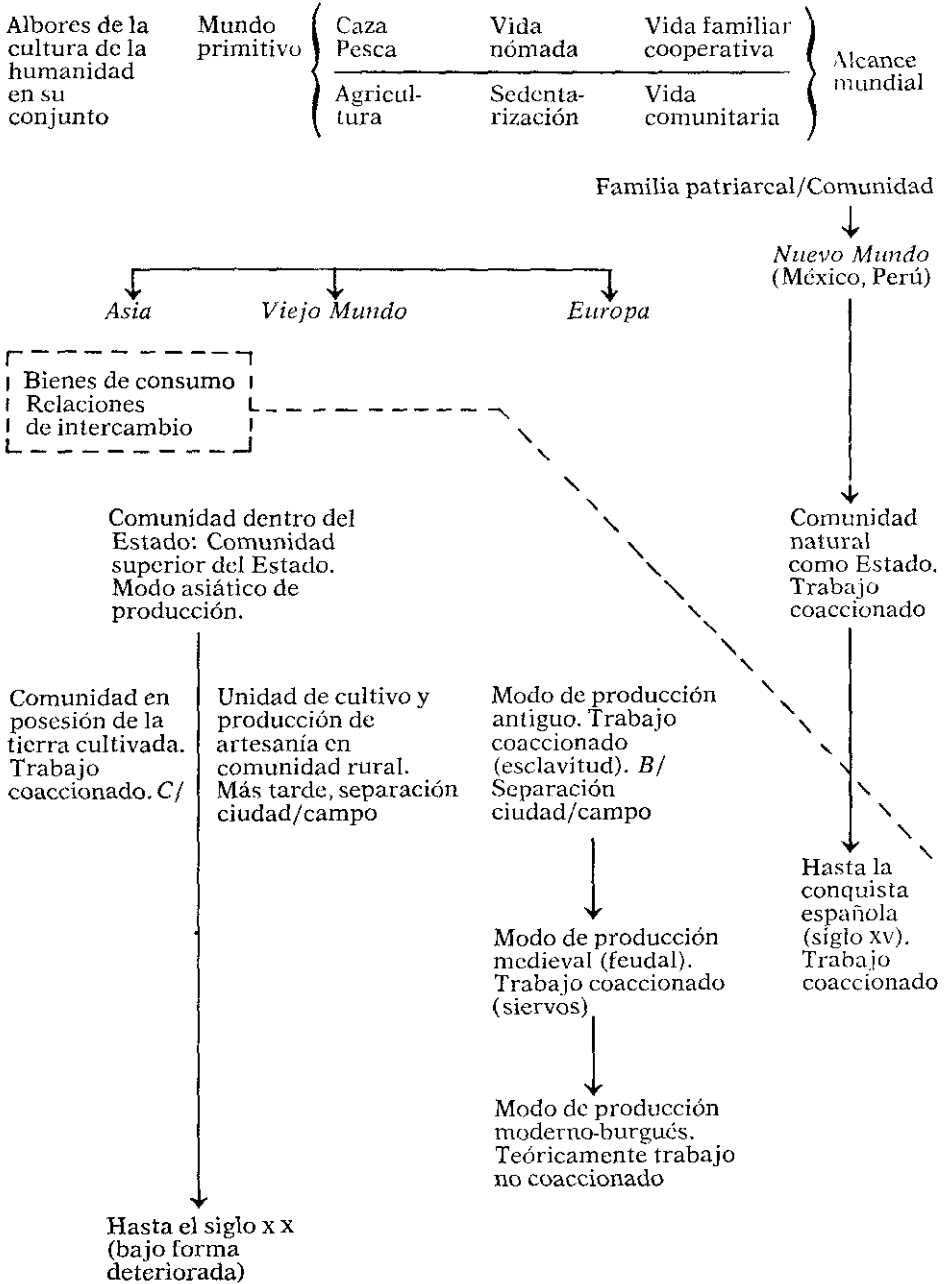 Albores de la
cultura de la
humanidad
en su
conjunto
Mundo
primitivo
Caza
Pesca
Vida
nómada
Vida familiar
cooperativa
Agricul-
tura
Sedenta-
rización
Vida
comunitaria
Alcance
mundial
Familia patriarcal/Comunidad
Nuevo Mundo
(México, Perú)
Asia
Viejo Mundo
Europa
Bienes de consumo
Relaciones
de intercambio
Comunidad dentro del
Estado: Comunidad
superior del Estado.
Modo asiático de
producción.
Comunidad
natural
como Estado.
Trabajo
coaccionado
Comunidad en
posesión de la
tierra cultivada.
Trabajo
coaccionado. C/
Unidad de cultivo y
producción de
artesanía en
comunidad rural.
Más tarde, separación
ciudad/campo
Modo de producción
antiguo. Trabajo
coaccionado
(esclavitud). B/
Separación
ciudad/campo
Hasta la
conquista
española
(siglo XV).
Trabajo
coaccionado
Modo de producción
medieval (feudal).
Trabajo coaccionado
(siervos)
Modo de producción
moderno-burgués.
Teóricamente trabajo
no coaccionado
Hasta el siglo x x
(bajo forma
deteriorada)